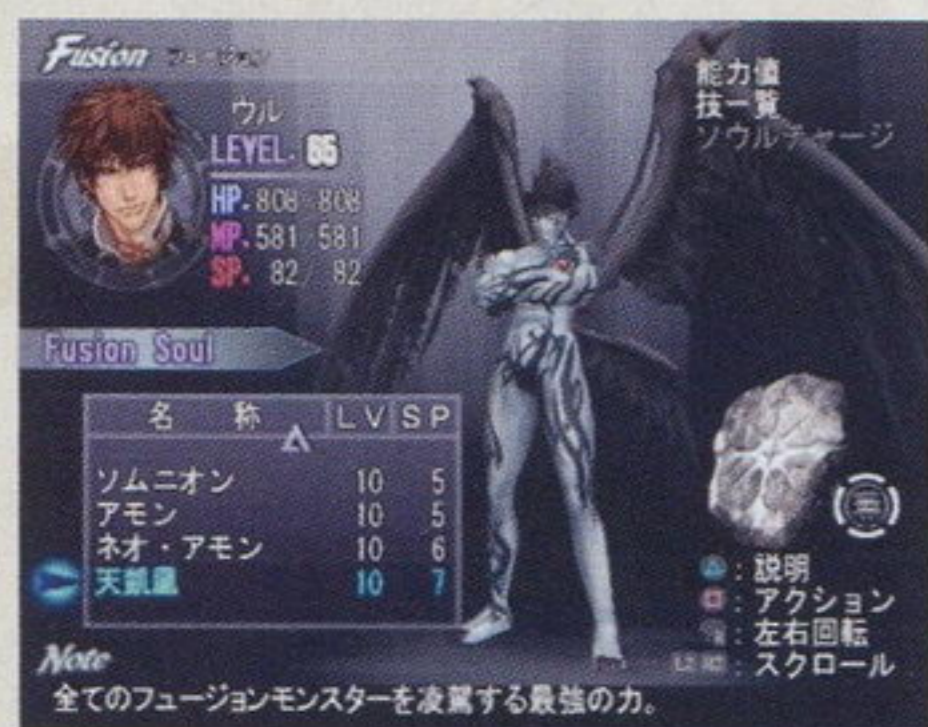 Fusion フュージョン
ウル
LEVEL. 65
HP. 808 808
MP. 581 581
SP. 82/ 82
能力値
技一覧
ソウルチャージ
Fusion Soul
名 称 LV SP
ソムニオン 10 5
アモン 10 5
ネオ・アモン 10 6
天凱凰 10 7
:説明
:アクション
:左右回転
L2 R2 :スクロール
Note
全てのフュージョンモンスターを凌駕する最強の力。